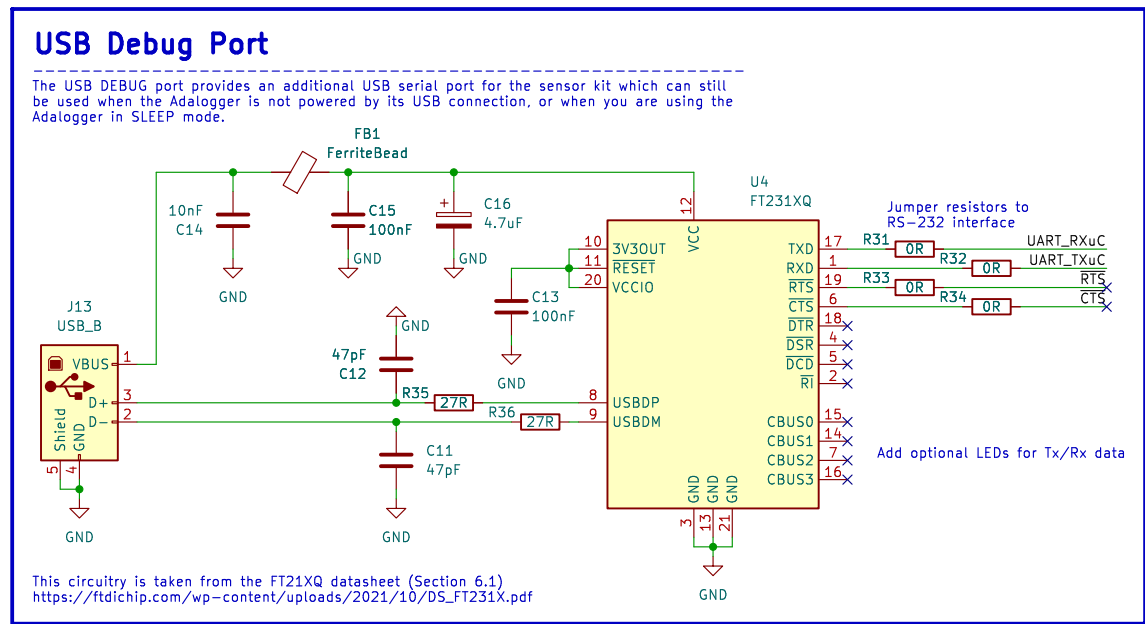 USB Debug Port
The USB DEBUG port provides an additional USB serial port for the sensor kit which can still
be used when the Adalogger is not powered by its USB connection, or when you are using the
Adalogger in SLEEP mode.
FB1
FerriteBead
10nF
C14
GND
C15
100nF
GND
+
C16
4.7uF
GND
U4
FT231XQ
12
VCC
Jumper resistors to
RS-232 interface
10 3V3OUT
11 RESET
20 VCCIO
C13
100nF
GND
TXD 17 R31 0R UART_RXuC
RXD 1 R32 0R UART_TXuC
RTS 19 R33 0R RTS
CTS 6 R34 0R CTS
DTR 18
DSR 4
DCD 5
RI 2
J13
USB_B
VBUS 1
D+ 3
D- 2
Shield
GND
5
4
GND
GND
47pF
C12
R35 27R 8 USBDP
R36 27R 9 USBDM
C11
47pF
GND
CBUS0 15
CBUS1 14
CBUS2 7
CBUS3 16
Add optional LEDs for Tx/Rx data
GND GND GND
3 13 21
GND
This circuitry is taken from the FT21XQ datasheet (Section 6.1)
https://ftdichip.com/wp-content/uploads/2021/10/DS_FT231X.pdf